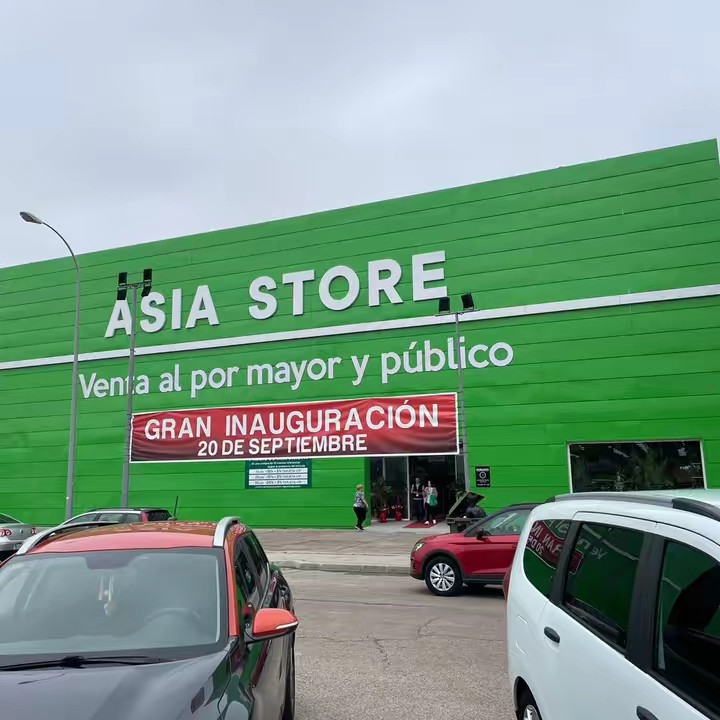 ASIA STORE
Venta al por mayor y público
GRAN INAUGURACIÓN
20 DE SEPTIEMBRE